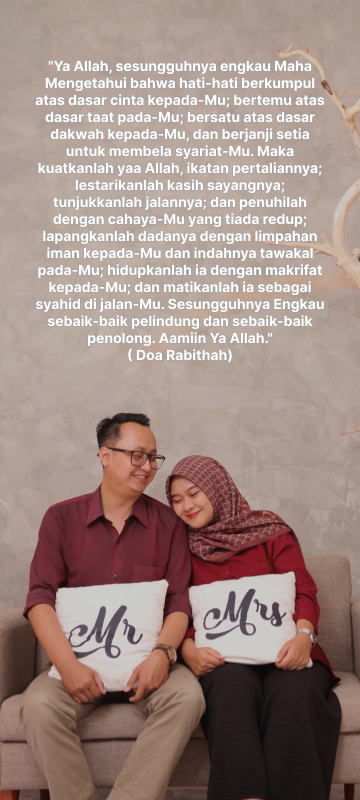 "Ya Allah, sesungguhnya engkau Maha
Mengetahui bahwa hati-hati berkumpul
atas dasar cinta kepada-Mu; bertemu atas
dasar taat pada-Mu; bersatu atas dasar
dakwah kepada-Mu, dan berjanji setia
untuk membela syariat-Mu. Maka
kuatkanlah yaa Allah, ikatan pertaliannya;
lestarikanlah kasih sayangnya;
tunjukkanlah jalannya; dan penuhilah
dengan cahaya-Mu yang tiada redup;
lapangkanlah dadanya dengan limpahan
iman kepada-Mu dan indahnya tawakal
pada-Mu; hidupkanlah ia dengan makrifat
kepada-Mu; dan matikanlah ia sebagai
syahid di jalan-Mu. Sesungguhnya Engkau
sebaik-baik pelindung dan sebaik-baik
penolong. Aamiin Ya Allah."
( Doa Rabithah)
Mr
Mrs